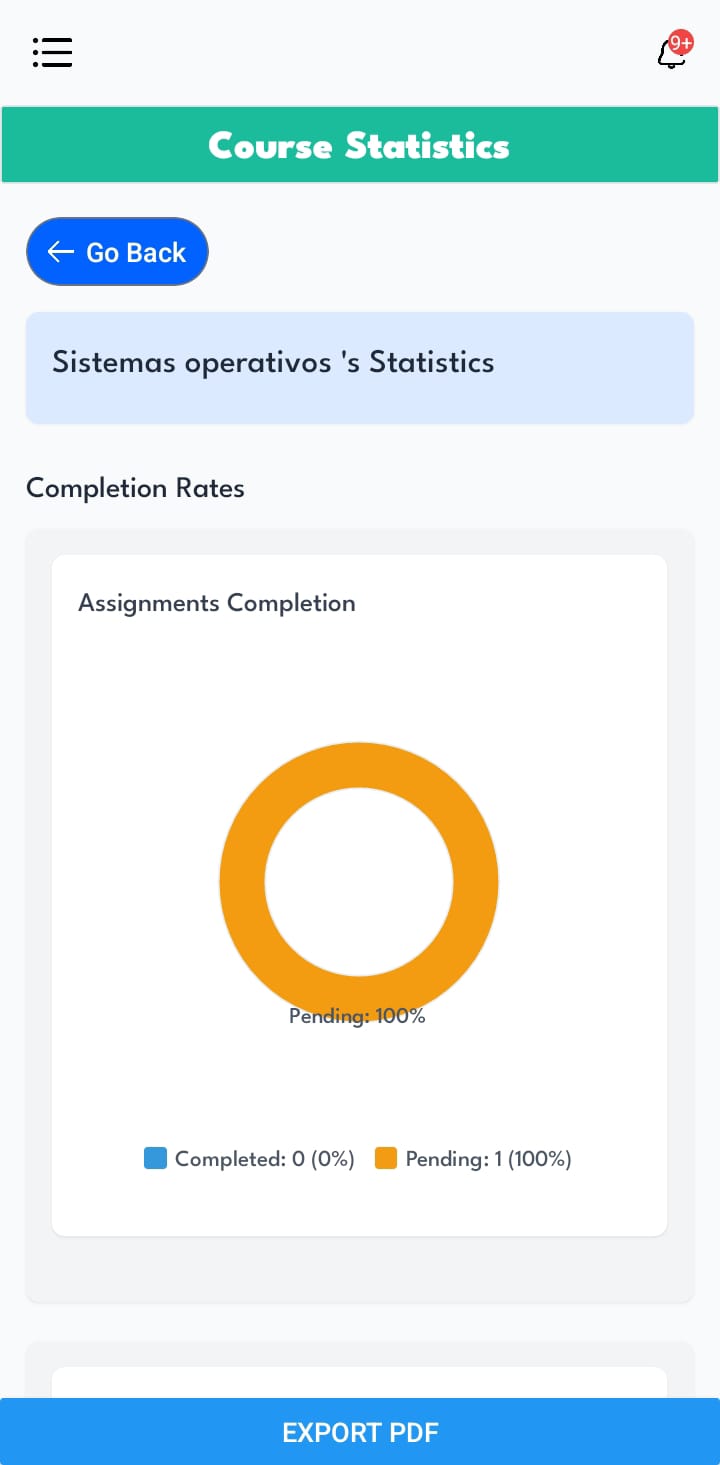 9+
Course Statistics
Go Back
Sistemas operativos 's Statistics
Completion Rates
Assignments Completion
Pending: 100%
Completed: 0 (0%) Pending: 1 (100%)
EXPORT PDF